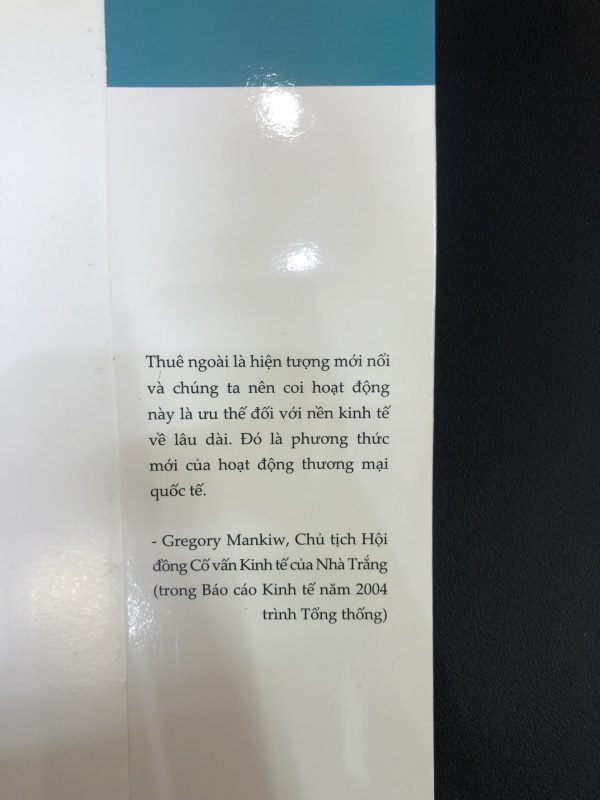 Thuê ngoài là hiện tượng mới nổi
và chúng ta nên coi hoạt động
này là ưu thế đối với nền kinh tế
về lâu dài. Đó là phương thức
mới của hoạt động thương mại
quốc tế.
- Gregory Mankiw, Chủ tịch Hội
đồng Cố vấn Kinh tế của Nhà Trắng
(trong Báo cáo Kinh tế năm 2004
trình Tổng thống)